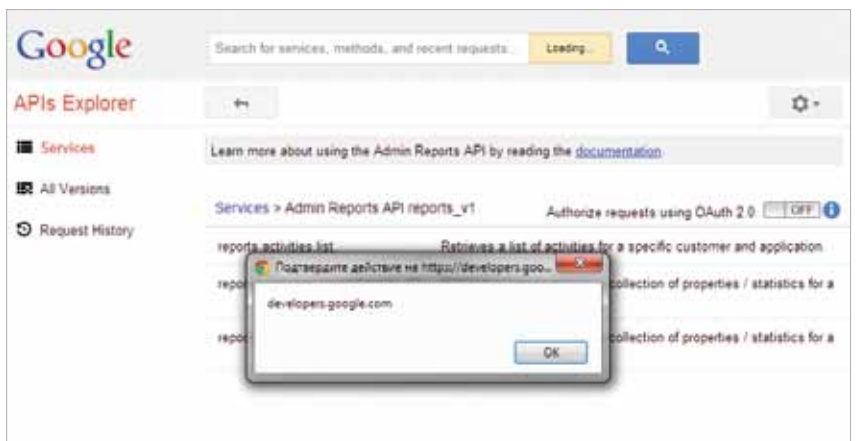 Google
Search for services, methods, and recent requests... Loading...
APIs Explorer
Services
Learn more about using the Admin Reports API by reading the documentation.
All Versions
Services > Admin Reports API reports_v1 Authorize requests using OAuth 2.0 OFF i
Request History
reports.activities.list Retrieves a list of activities for a specific customer and application
Подтвердите действие на https://developers.goo...
repor collection of properties / statistics for a
developers.google.com
repor collection of properties / statistics for a
OK